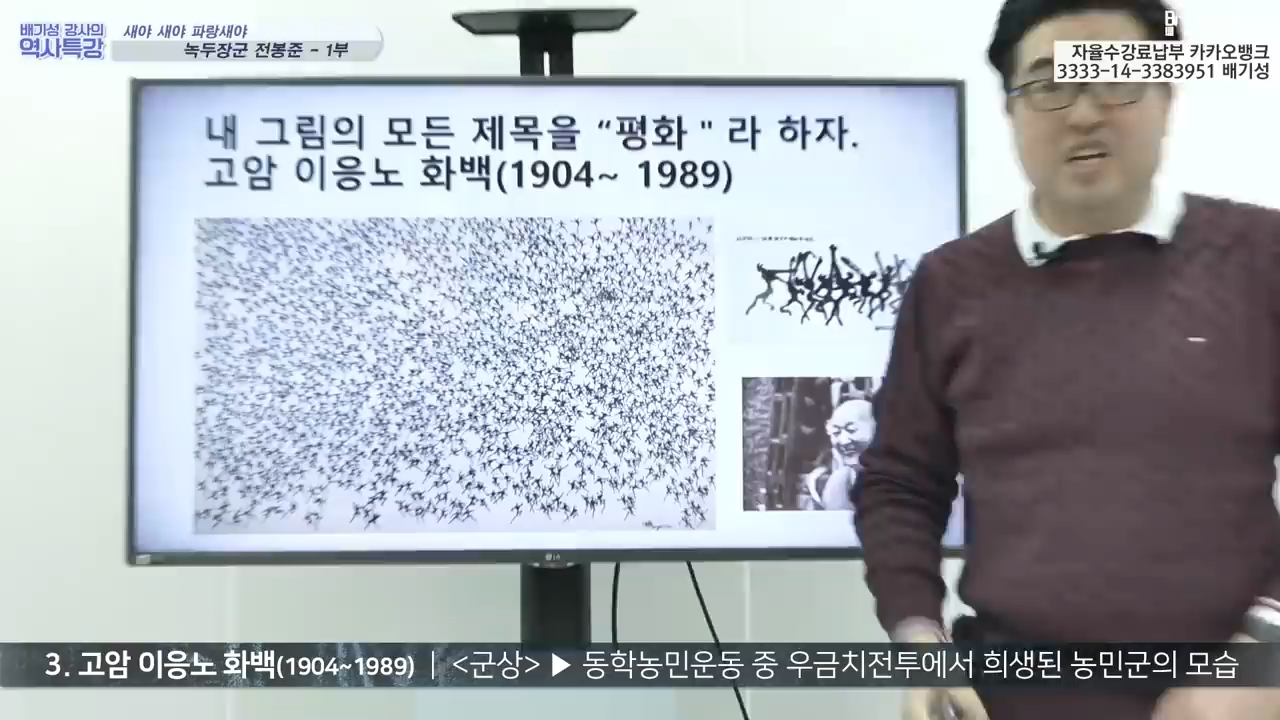 배기성 강사의
역사특강
새야 새야 파랑새야
녹두장군 전봉준 - 1부
자율수강료납부 카카오뱅크
3333-14-3383951 배기성
내 그림의 모든 제목을 “평화 " 라 하자.
고암 이응노 화백(1904~ 1989)
LG
3. 고암 이응노 화백(1904~1989) | <군상> ▶ 동학농민운동 중 우금치전투에서 희생된 농민군의 모습